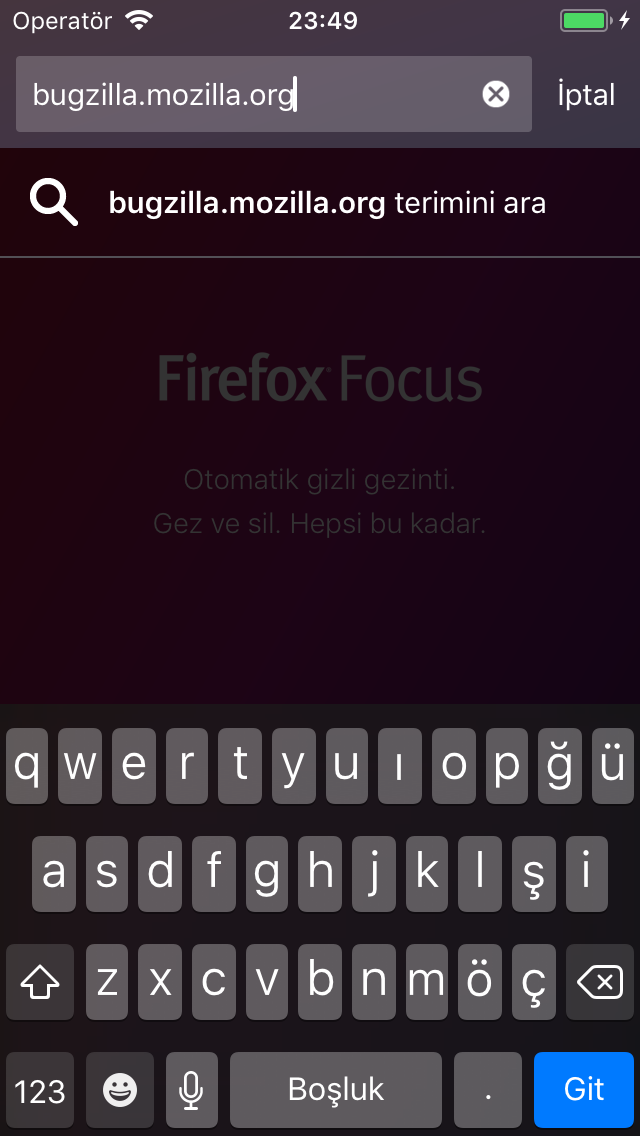 Operatör 23:49
bugzilla.mozilla.org İptal
bugzilla.mozilla.org terimini ara
Firefox Focus
Otomatik gizli gezinti.
Gez ve sil. Hepsi bu kadar.
q w e r t y u ı o p ğ ü
a s d f g h j k l ş i
z x c v b n m ö ç
123 Boşluk . Git